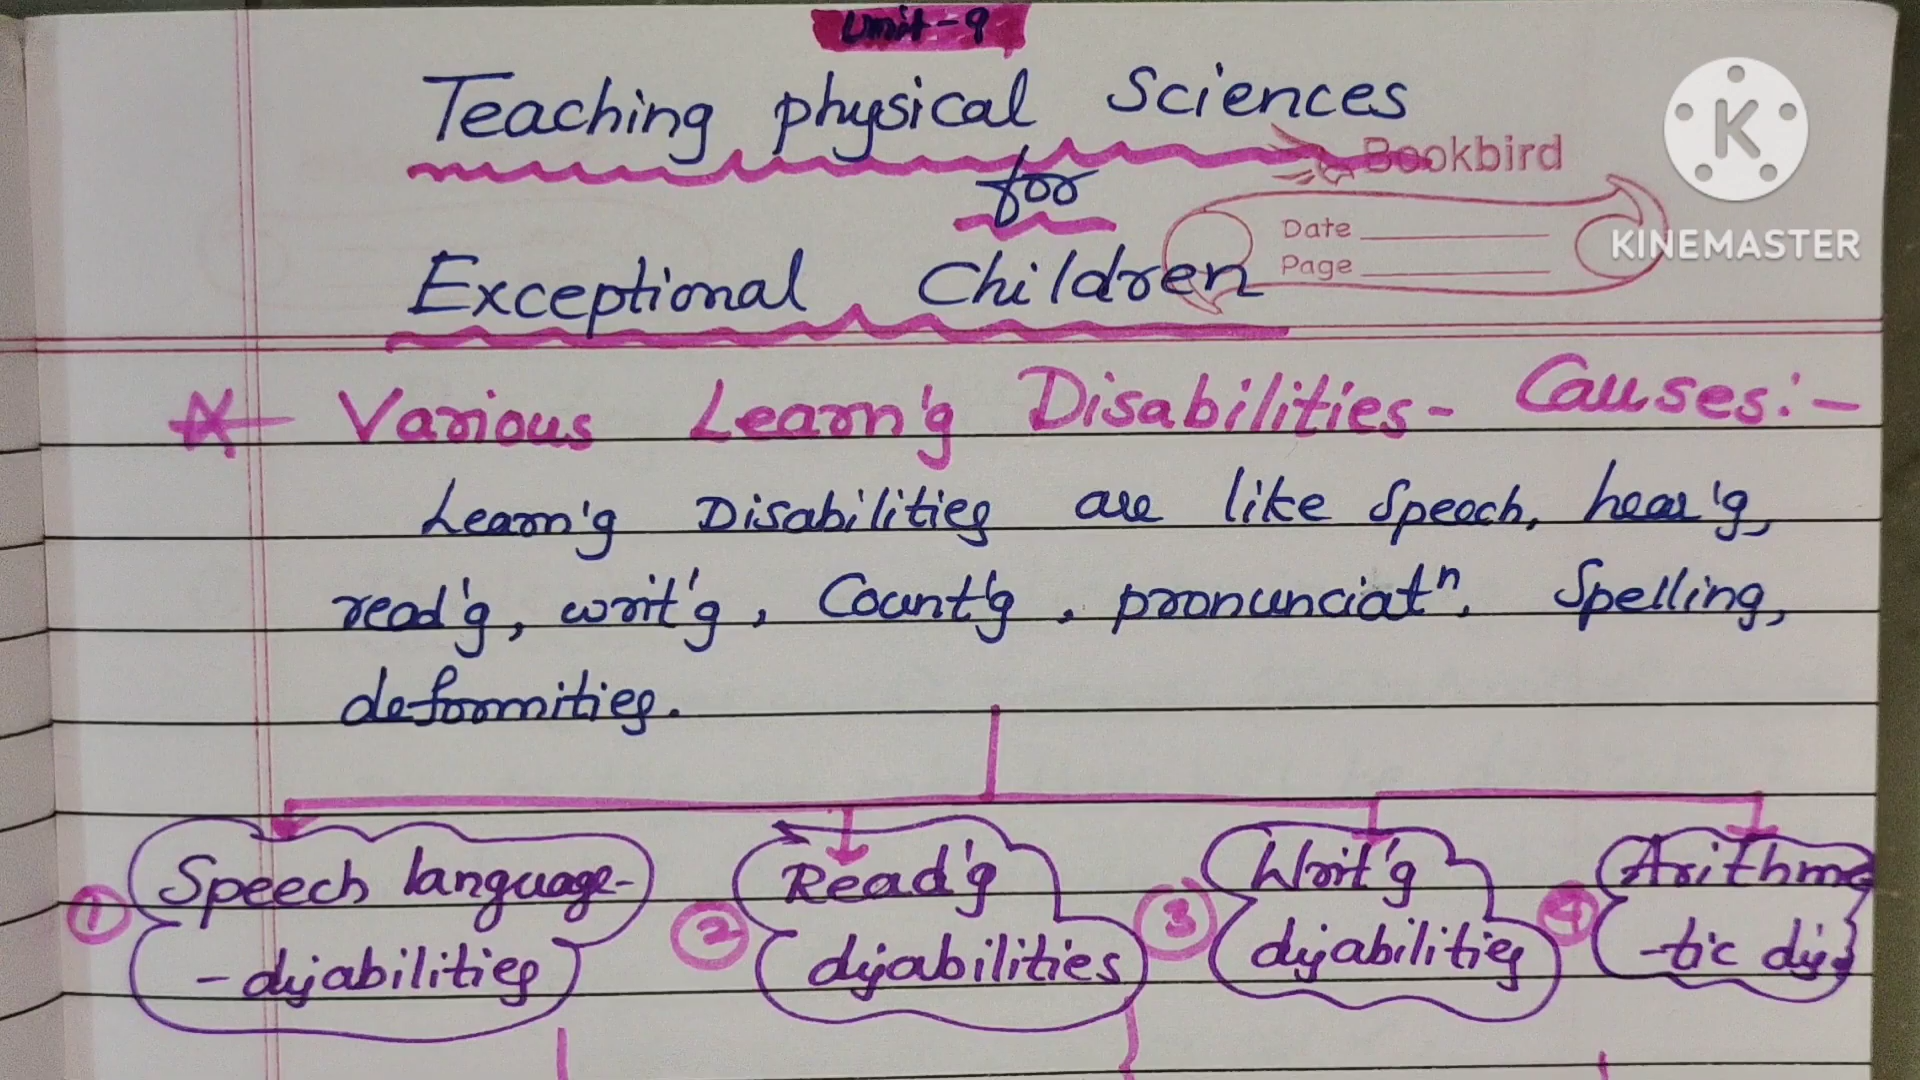 Unit-9
Teaching physical Sciences
for
Bookbird
Date
Page
K
KINEMASTER
Exceptional Children
Various Learn'g Disabilities - Causes:-
Learn'g Disabilities are like Speech, hear'g,
read'g, writ'g, Count'g, pronunciatⁿ. Spelling,
deformities.
1 Speech language-
-disabilities
2 Read'g
disabilities
3 Writ'g
disabilities
4 Arithme
-tic dis